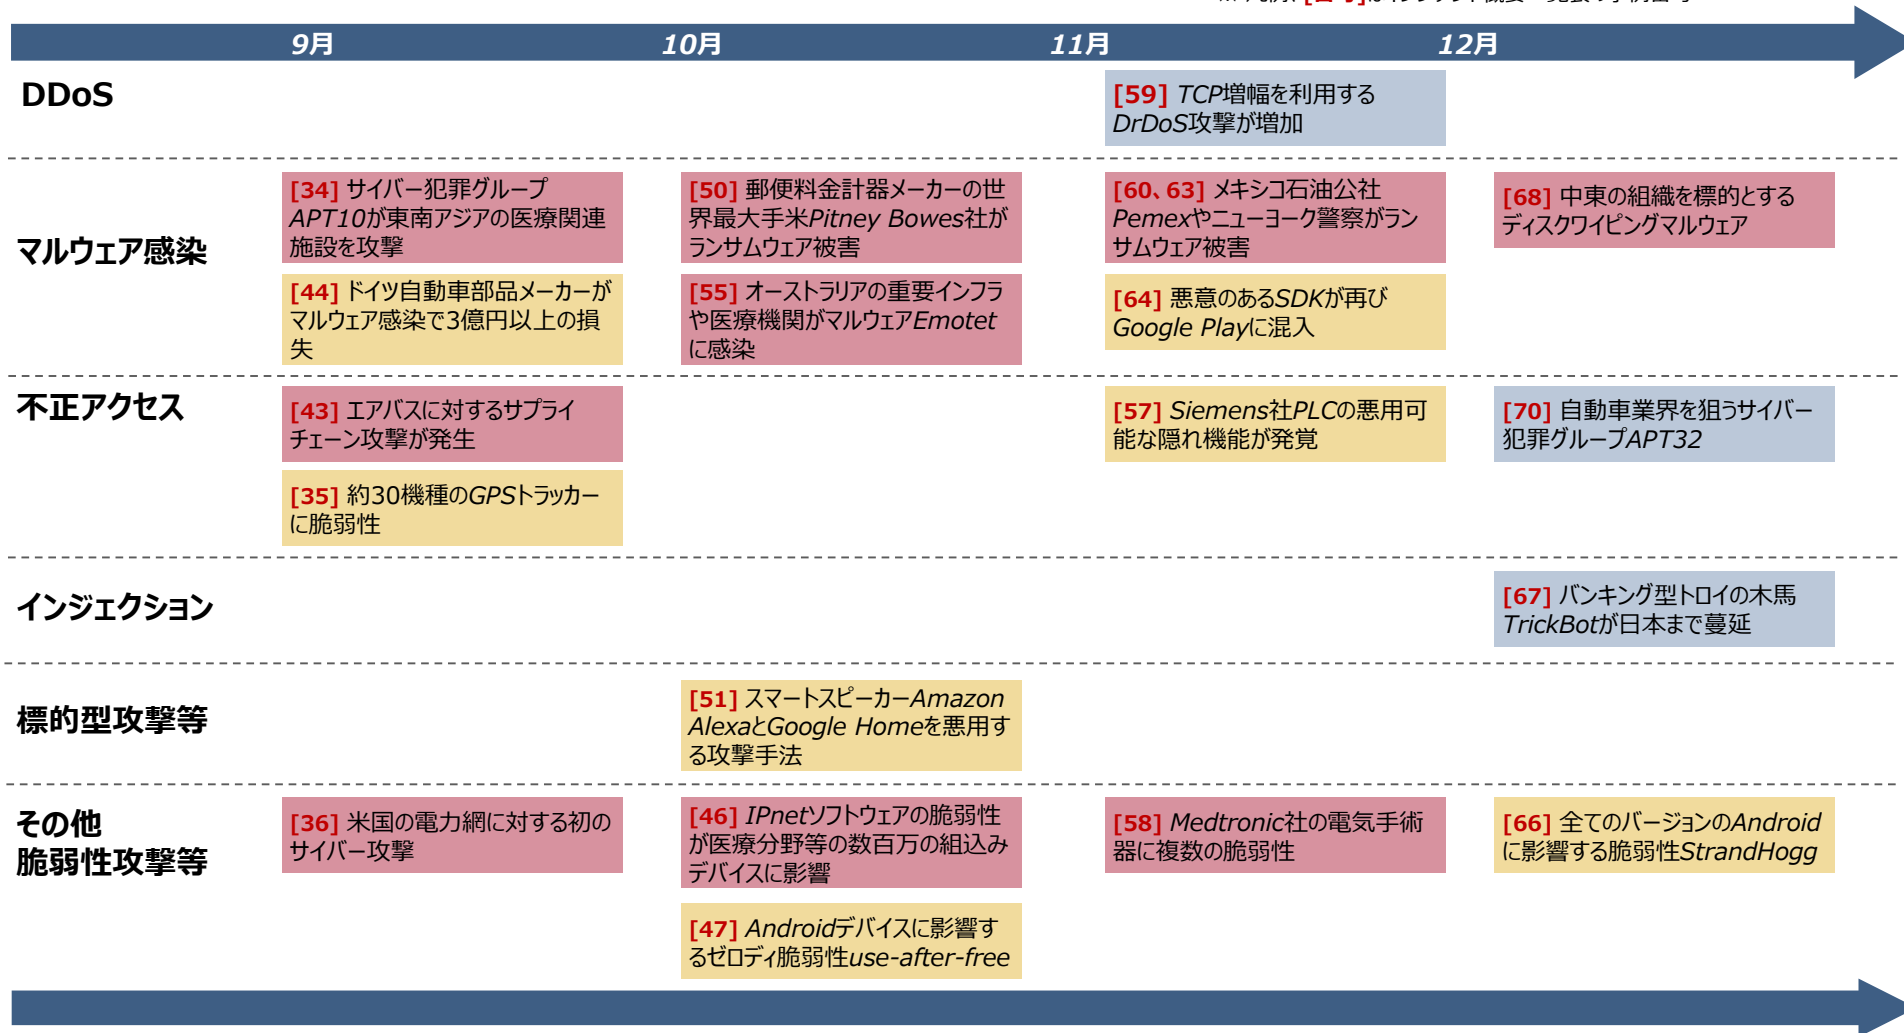 9月 10月 11月 12月
DDoS
[59] TCP増幅を利用する
DrDoS攻撃が増加
マルウェア感染
[34] サイバー犯罪グループ
APT10が東南アジアの医療関連
施設を攻撃
[50] 郵便料金計器メーカーの世
界最大手米Pitney Bowes社が
ランサムウェア被害
[60、63] メキシコ石油公社
Pemexやニューヨーク警察がラン
サムウェア被害
[68] 中東の組織を標的とする
ディスクワイピングマルウェア
[44] ドイツ自動車部品メーカーが
マルウェア感染で3億円以上の損
失
[55] オーストラリアの重要インフラ
や医療機関がマルウェアEmotet
に感染
[64] 悪意のあるSDKが再び
Google Playに混入
不正アクセス
[43] エアバスに対するサプライ
チェーン攻撃が発生
[57] Siemens社PLCの悪用可
能な隠れ機能が発覚
[70] 自動車業界を狙うサイバー
犯罪グループAPT32
[35] 約30機種のGPSトラッカー
に脆弱性
インジェクション
[67] バンキング型トロイの木馬
TrickBotが日本まで蔓延
標的型攻撃等
[51] スマートスピーカーAmazon
AlexaとGoogle Homeを悪用す
る攻撃手法
その他
脆弱性攻撃等
[36] 米国の電力網に対する初の
サイバー攻撃
[46] IPnetソフトウェアの脆弱性
が医療分野等の数百万の組込み
デバイスに影響
[58] Medtronic社の電気手術
器に複数の脆弱性
[66] 全てのバージョンのAndroid
に影響する脆弱性StrandHogg
[47] Androidデバイスに影響す
るゼロディ脆弱性use-after-free